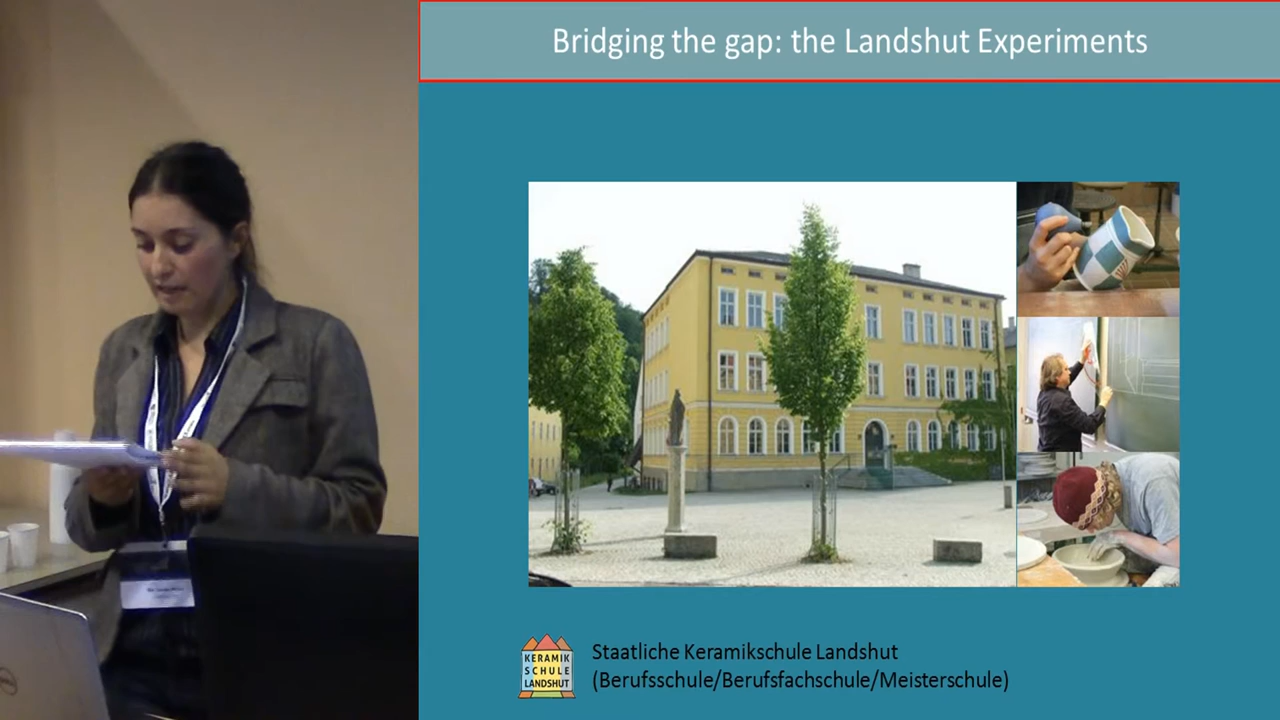 Bridging the gap: the Landshut Experiments
KERAMIK
SCHULE
LANDSHUT
Staatliche Keramikschule Landshut
(Berufsschule/Berufsfachschule/Meisterschule)